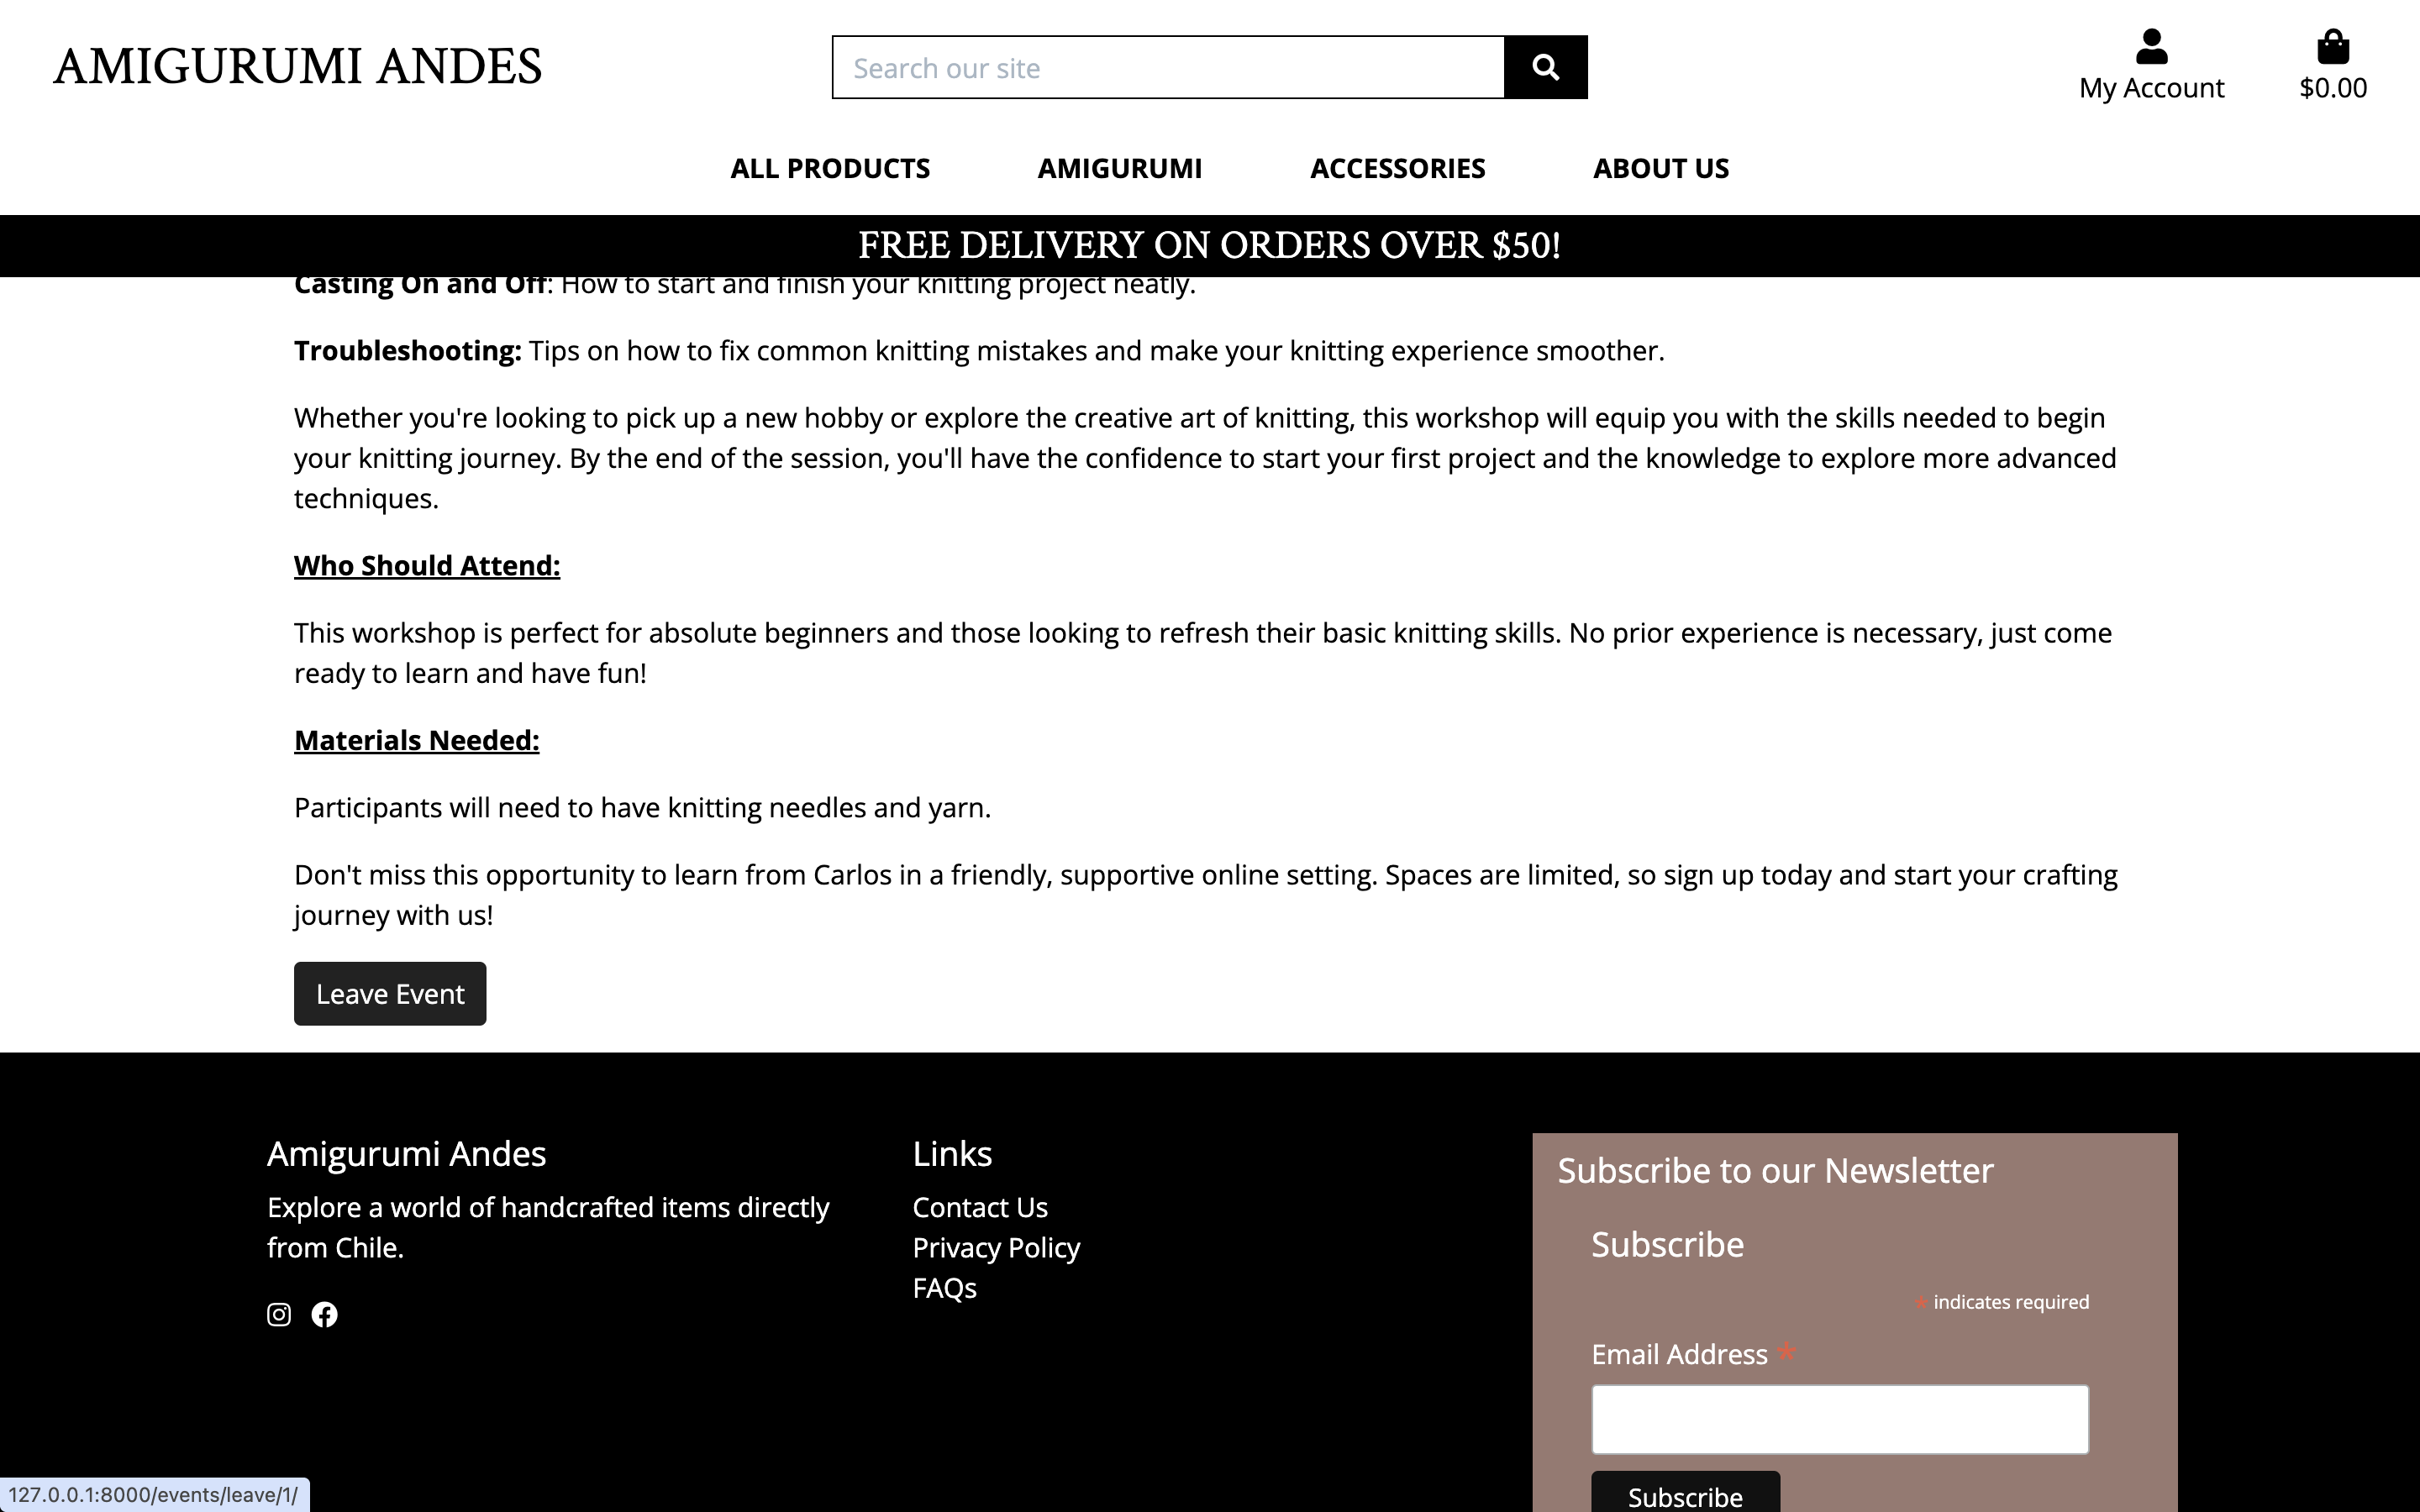 AMIGURUMI ANDES
Search our site
My Account
$0.00
ALL PRODUCTS
AMIGURUMI
ACCESSORIES
ABOUT US
FREE DELIVERY ON ORDERS OVER $50!
Casting On and Off: How to start and finish your knitting project neatly.
Troubleshooting: Tips on how to fix common knitting mistakes and make your knitting experience smoother.
Whether you're looking to pick up a new hobby or explore the creative art of knitting, this workshop will equip you with the skills needed to begin
your knitting journey. By the end of the session, you'll have the confidence to start your first project and the knowledge to explore more advanced
techniques.
Who Should Attend:
This workshop is perfect for absolute beginners and those looking to refresh their basic knitting skills. No prior experience is necessary, just come
ready to learn and have fun!
Materials Needed:
Participants will need to have knitting needles and yarn.
Don't miss this opportunity to learn from Carlos in a friendly, supportive online setting. Spaces are limited, so sign up today and start your crafting
journey with us!
Leave Event
Amigurumi Andes
Explore a world of handcrafted items directly
from Chile.
Links
Contact Us
Privacy Policy
FAQs
Subscribe to our Newsletter
Subscribe
* indicates required
Email Address *
Subscribe
127.0.0.1:8000/events/leave/1/